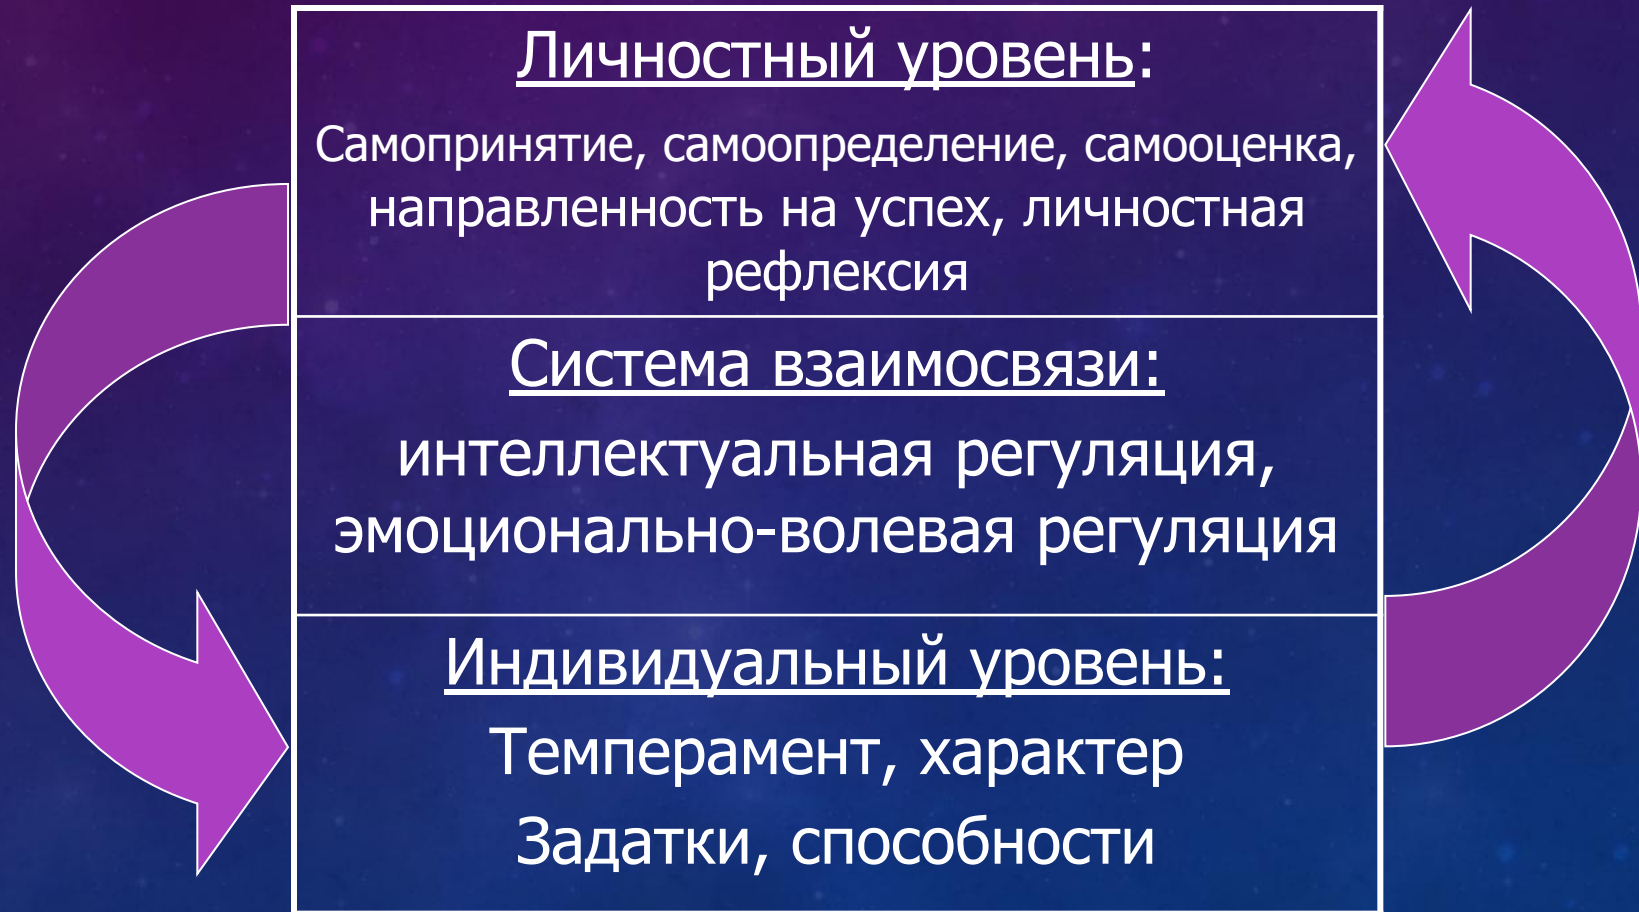 Личностный уровень:
Самопринятие, самоопределение, самооценка,
направленность на успех, личностная
рефлексия
Система взаимосвязи:
интеллектуальная регуляция,
эмоционально-волевая регуляция
Индивидуальный уровень:
Темперамент, характер
Задатки, способности